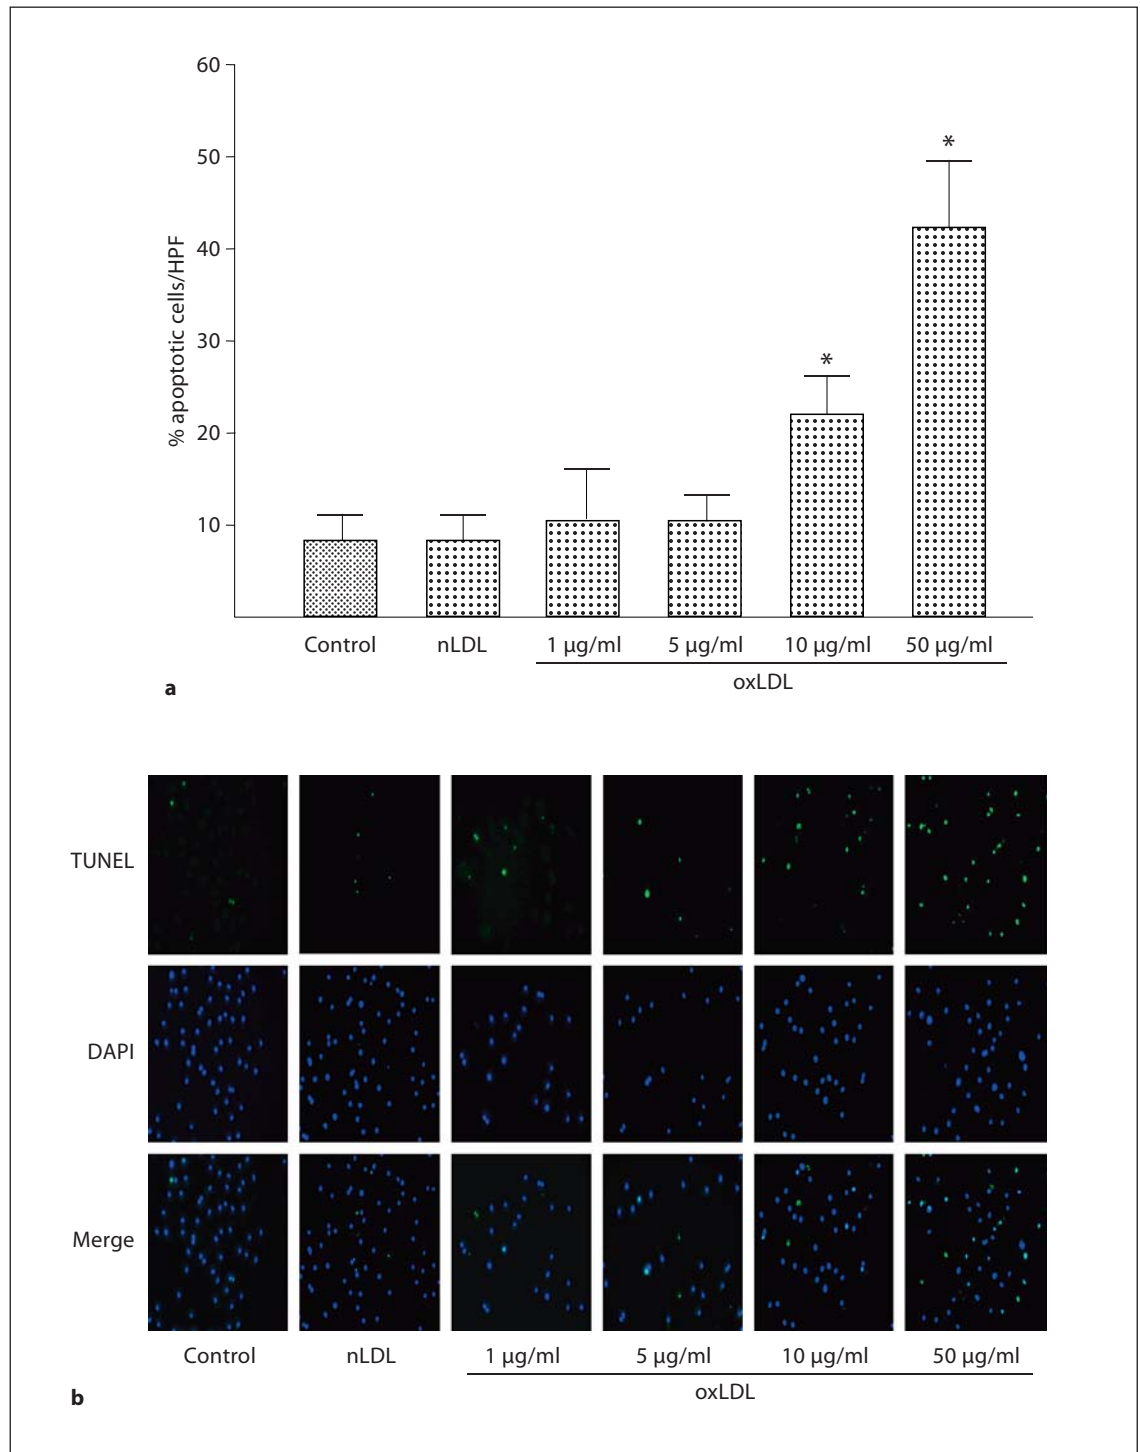 60
50
40
30
20
10
% apoptotic cells/HPF
*
*
Control nLDL 1 µg/ml 5 µg/ml 10 µg/ml 50 µg/ml
oxLDL
a
TUNEL
DAPI
Merge
Control nLDL 1 µg/ml 5 µg/ml 10 µg/ml 50 µg/ml
oxLDL
b